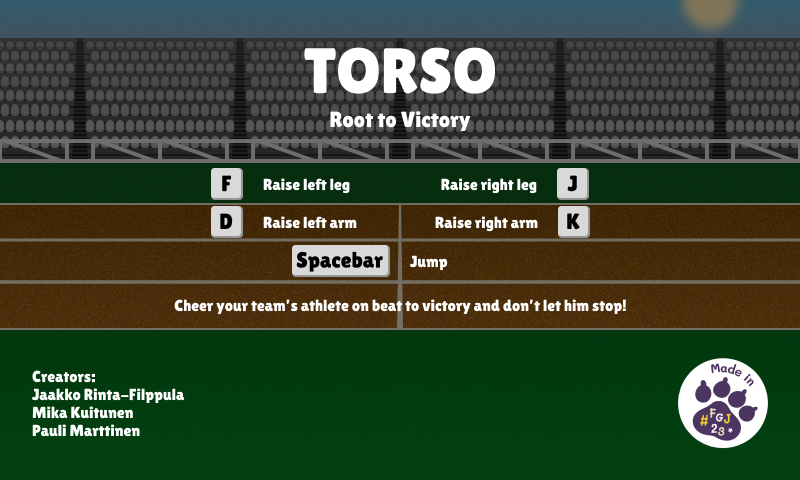 TORSO
Root to Victory
F Raise left leg Raise right leg J
D Raise left arm Raise right arm K
Spacebar Jump
Cheer your team's athlete on beat to victory and don't let him stop!
Creators:
Jaakko Rinta-Filppula
Mika Kuitunen
Pauli Marttinen
Made in
#FGJ
23